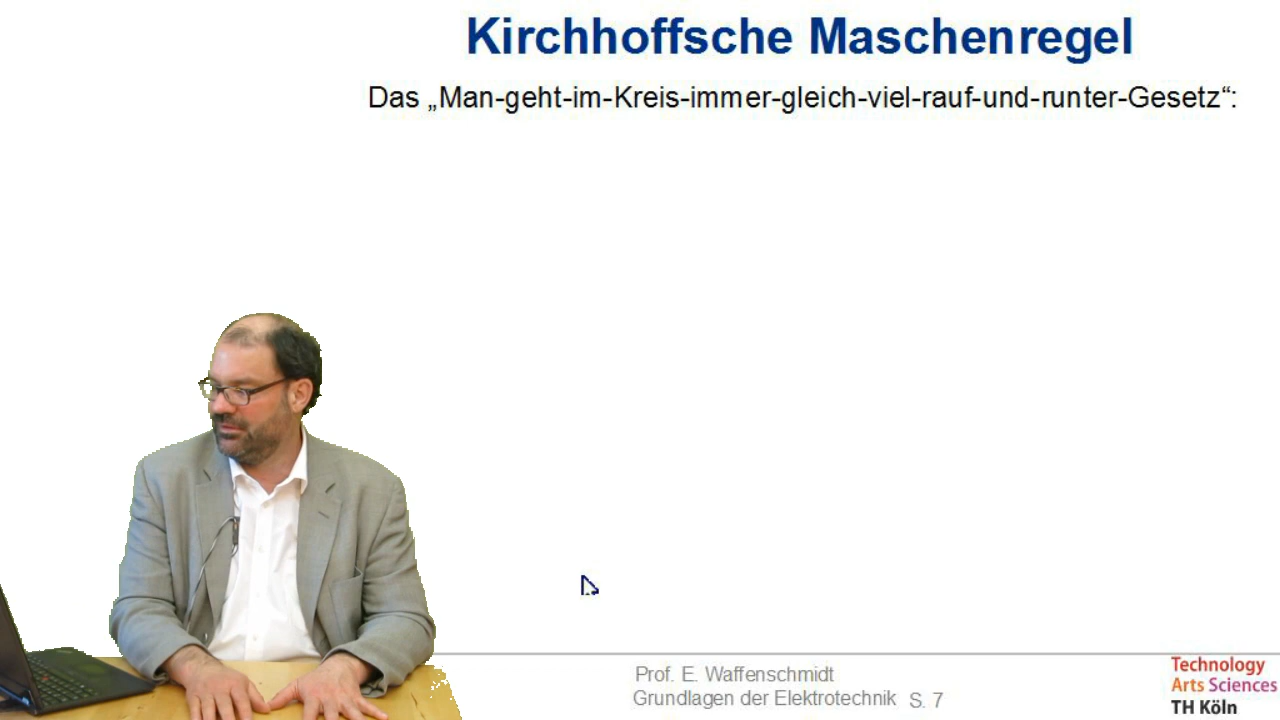 Kirchhoffsche Maschenregel
Das „Man-geht-im-Kreis-immer-gleich-viel-rauf-und-runter-Gesetz“:
Prof. E. Waffenschmidt
Grundlagen der Elektrotechnik S. 7
Technology
Arts Sciences
TH Köln